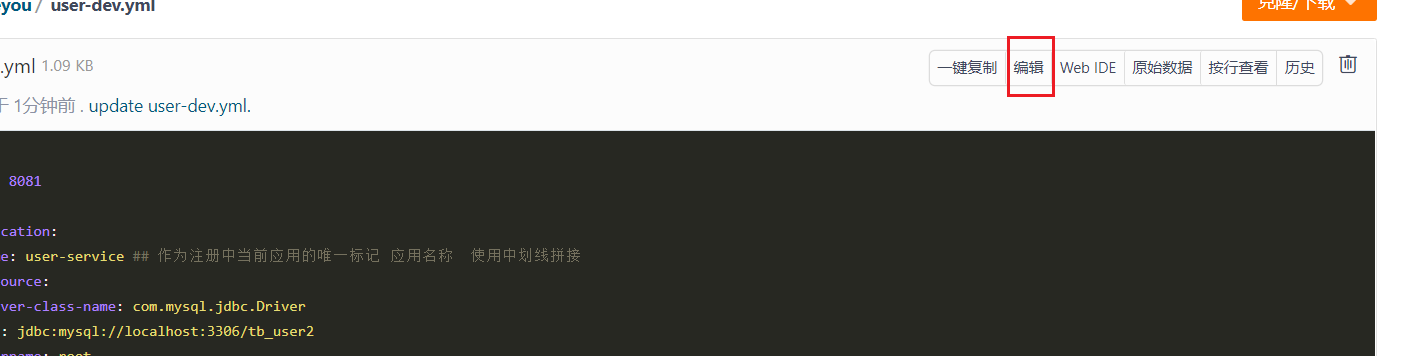 you / user-dev.yml
克隆/下载
.yml 1.09 KB
一键复制 编辑 Web IDE 原始数据 按行查看 历史
于 1分钟前 . update user-dev.yml.
8081
cation:
e: user-service ## 作为注册中当前应用的唯一标记 应用名称 使用中划线拼接
ource:
ver-class-name: com.mysql.jdbc.Driver
: jdbc:mysql://localhost:3306/tb_user2
rname: root